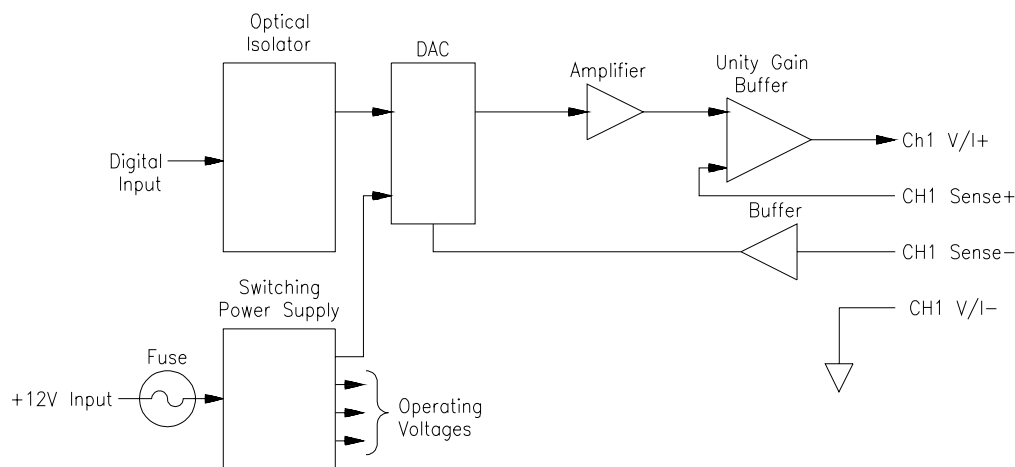 Optical
Isolator
DAC
Amplifier
Unity Gain
Buffer
Digital
Input
Ch1 V/I+
CH1 Sense+
Buffer
CH1 Sense−
Switching
Power Supply
CH1 V/I−
Fuse
+12V Input
Operating
Voltages